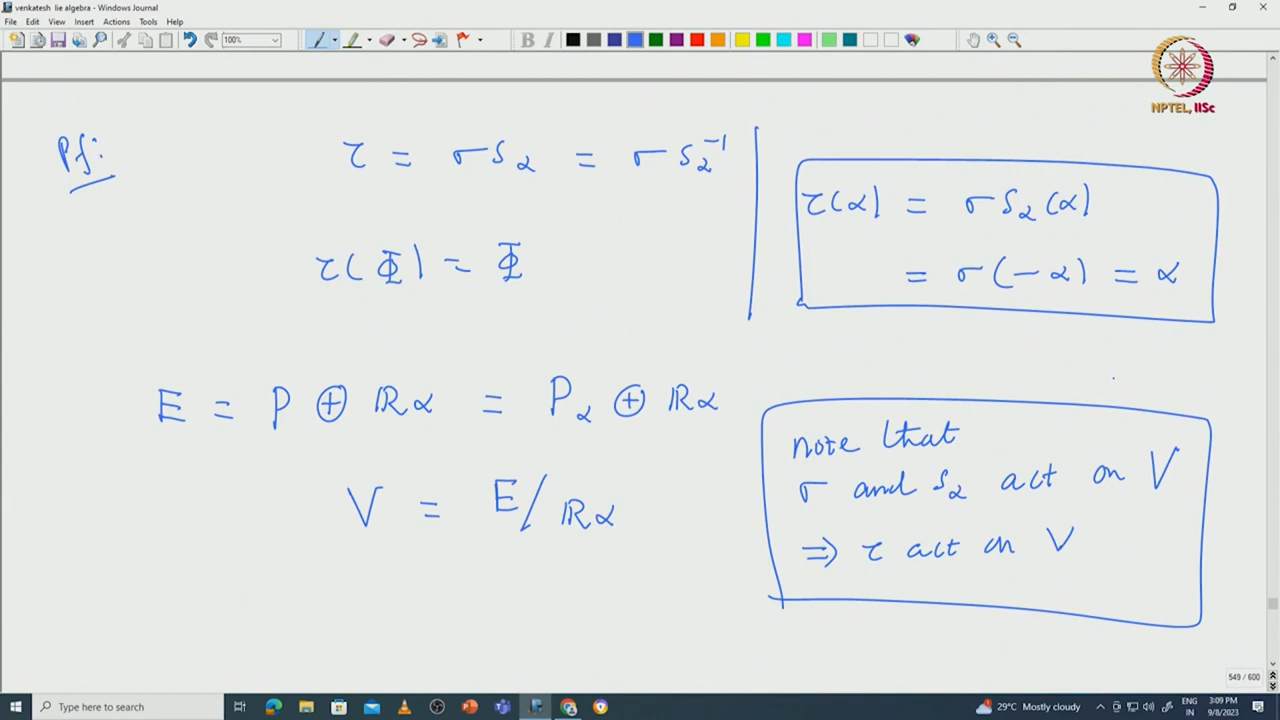 venkatesh lie algebra - Windows Journal
File Edit View Insert Actions Tools Help
100%
B I
NPTEL, IISc
Pf:
τ = σ s_α = σ s_α^{-1}
τ(Φ) = Φ
τ(α) = σ s_α(α)
= σ(-α) = α
E = P ⊕ ℝα = P_α ⊕ ℝα
V = E/ℝα
note that
σ and s_α act on V
⇒ τ act on V
549 / 600
Type here to search
29°C Mostly cloudy
ENG
IN
3:09 PM
9/8/2023